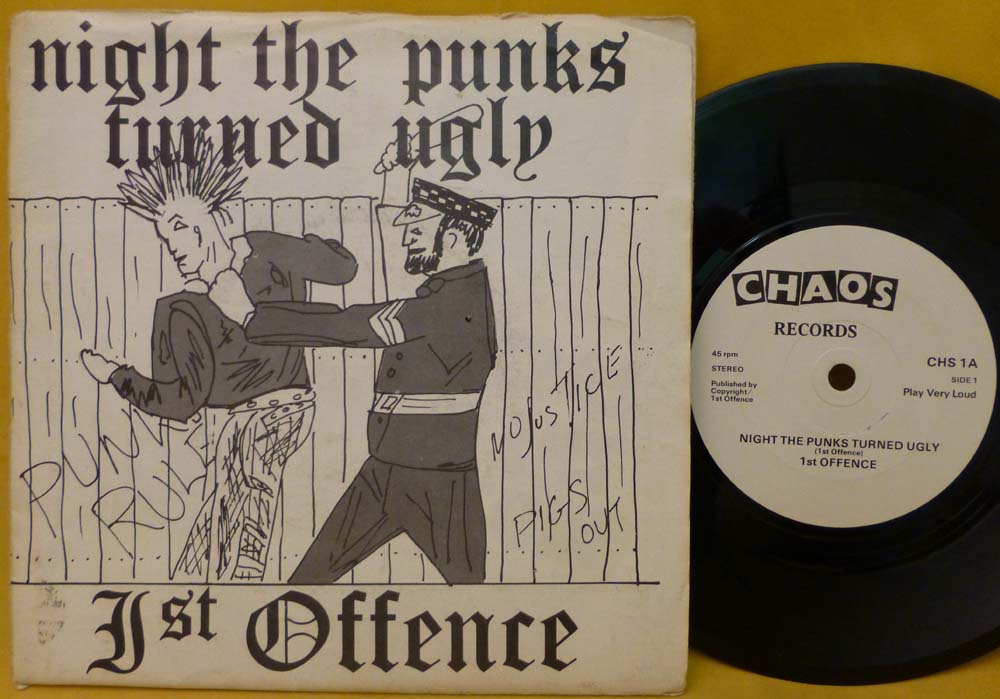 night the punks
turned ugly
PUNX
RULE
NO JUSTICE
PIGS
OUT
1st Offence
CHAOS
RECORDS
45 rpm
STEREO
Published by
Copyright/
1st Offence
CHS 1A
SIDE 1
Play Very Loud
NIGHT THE PUNKS TURNED UGLY
(1st Offence)
1st OFFENCE